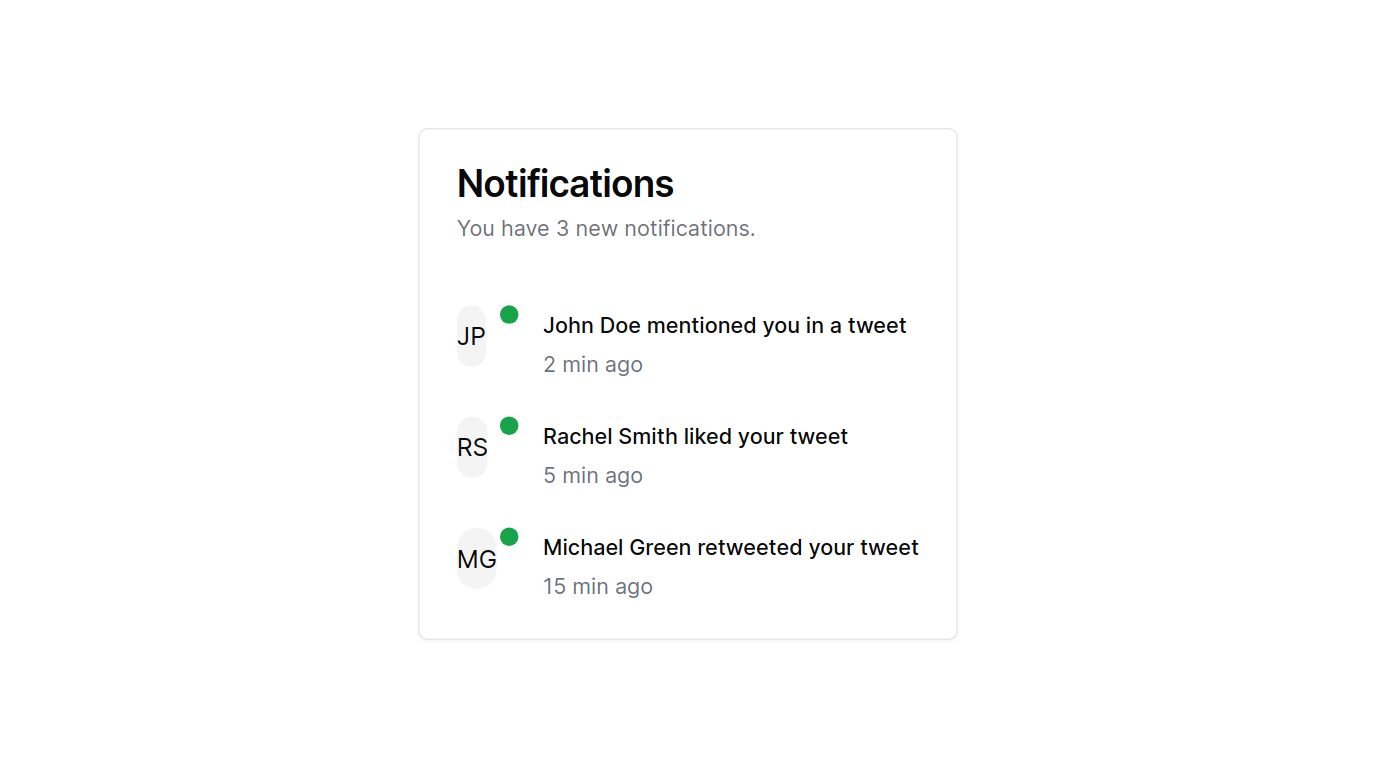 Notifications
You have 3 new notifications.
JP
John Doe mentioned you in a tweet
2 min ago
RS
Rachel Smith liked your tweet
5 min ago
MG
Michael Green retweeted your tweet
15 min ago